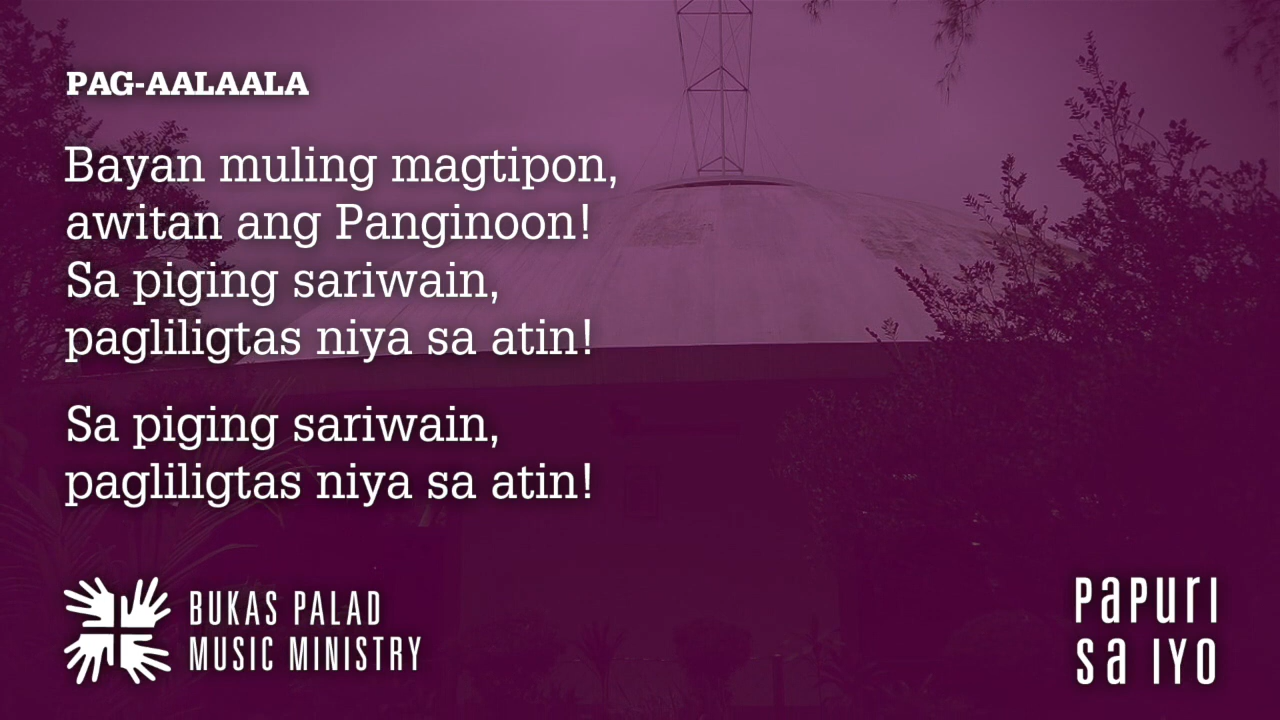 PAG-AALAALA
Bayan muling magtipon,
awitan ang Panginoon!
Sa piging sariwain,
pagliligtas niya sa atin!
Sa piging sariwain,
pagliligtas niya sa atin!
BUKAS PALAD
MUSIC MINISTRY
PaPURI
Sa IYO